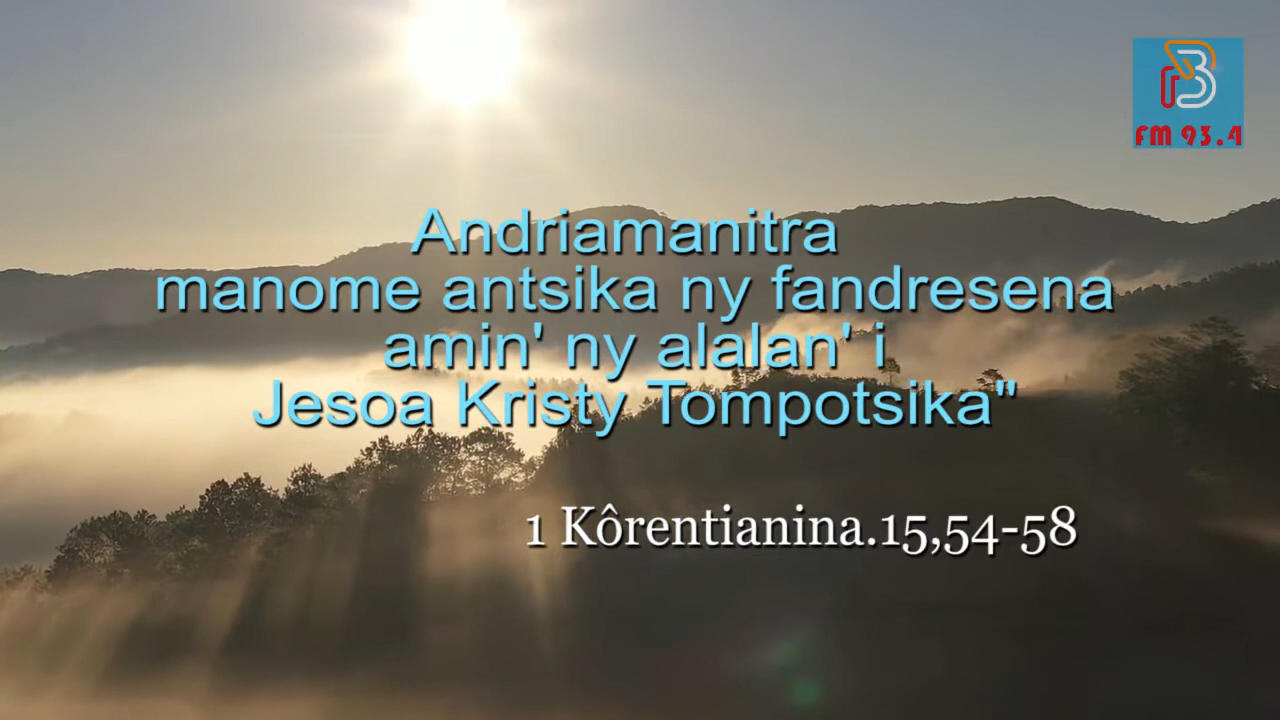 FM 93.4
Andriamanitra
manome antsika ny fandresena
amin' ny alalan' i
Jesoa Kristy Tompotsika"
1 Kôrentianina.15,54-58